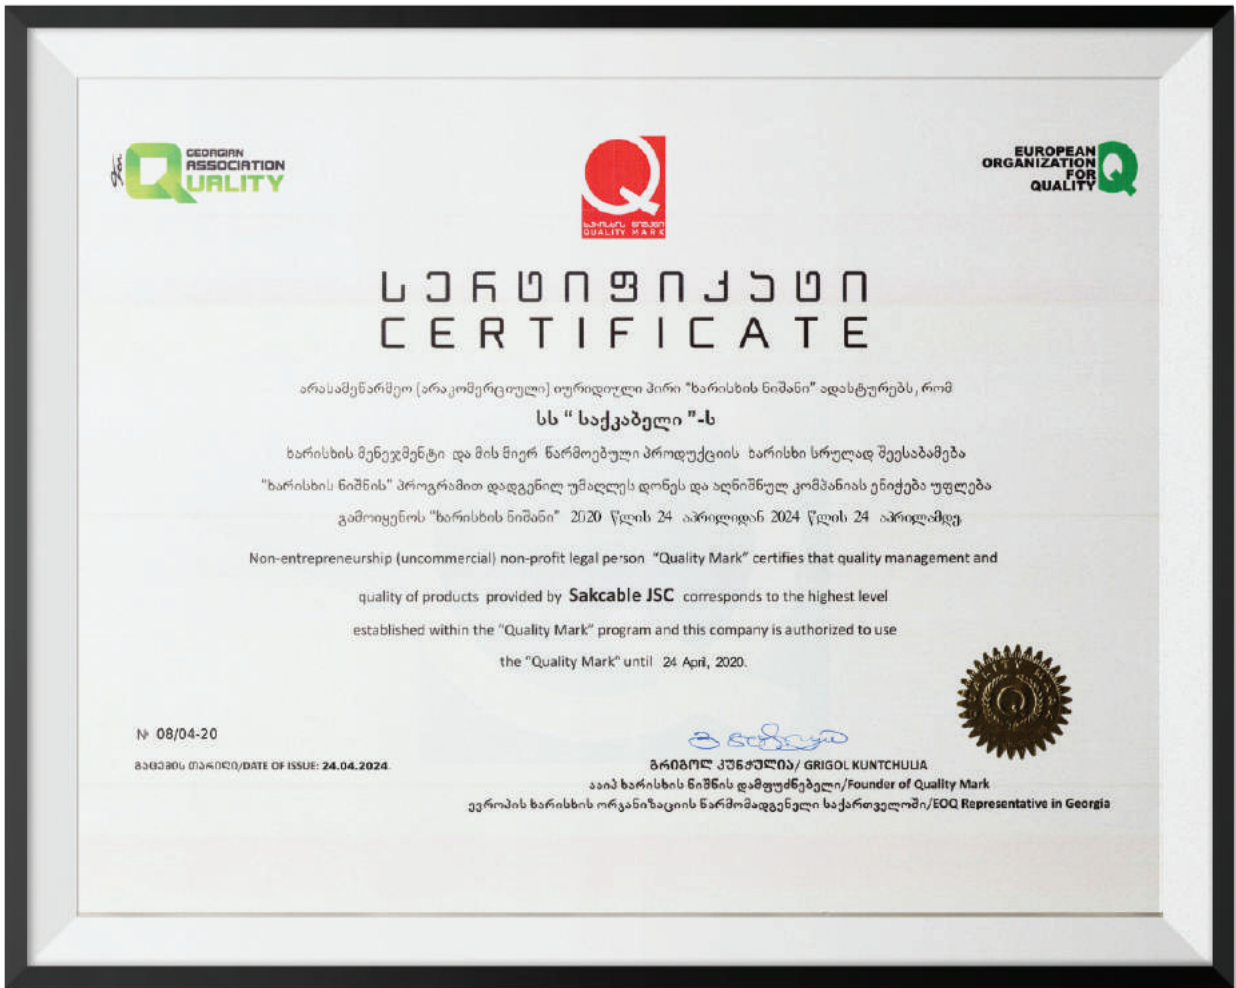 GEORGIAN
ASSOCIATION
QUALITY
ხარისხის ნიშანი
QUALITY MARK
EUROPEAN
ORGANIZATION
FOR
QUALITY
სერტიფიკატი
CERTIFICATE
არასამეწარმეო (არაკომერციული) იურიდიული პირი "ხარისხის ნიშანი" ადასტურებს, რომ
სს “ საქკაბელი ”-ს
ხარისხის მენეჯმენტი და მის მიერ წარმოებული პროდუქციის ხარისხი სრულად შეესაბამება
"ხარისხის ნიშნის" პროგრამით დადგენილ უმაღლეს დონეს და აღნიშნულ კომპანიას ენიჭება უფლება
გამოიყენოს "ხარისხის ნიშანი" 2020 წლის 24 აპრილიდან 2024 წლის 24 აპრილამდე.
Non-entrepreneurship (uncommercial) non-profit legal person “Quality Mark” certifies that quality management and
quality of products provided by Sakcable JSC corresponds to the highest level
established within the “Quality Mark” program and this company is authorized to use
the “Quality Mark” until 24 April, 2020.
№ 08/04-20
გაცემის თარიღი/DATE OF ISSUE: 24.04.2024.
გრიგოლ კუნჭულია/ GRIGOL KUNTCHULIA
ააიპ ხარისხის ნიშნის დამფუძნებელი/Founder of Quality Mark
ევროპის ხარისხის ორგანიზაციის წარმომადგენელი საქართველოში/EOQ Representative in Georgia
QUALITY MARK